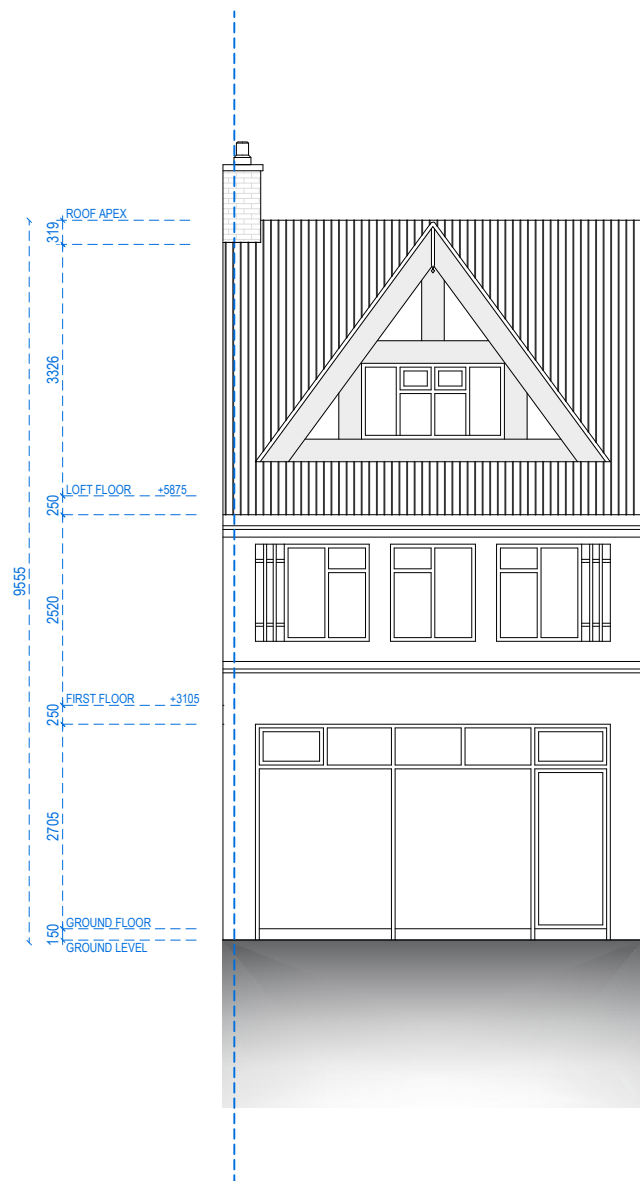 ROOF APEX
319
3326
LOFT FLOOR +5875
250
9555
2520
FIRST FLOOR +3105
250
2705
GROUND FLOOR
150
GROUND LEVEL